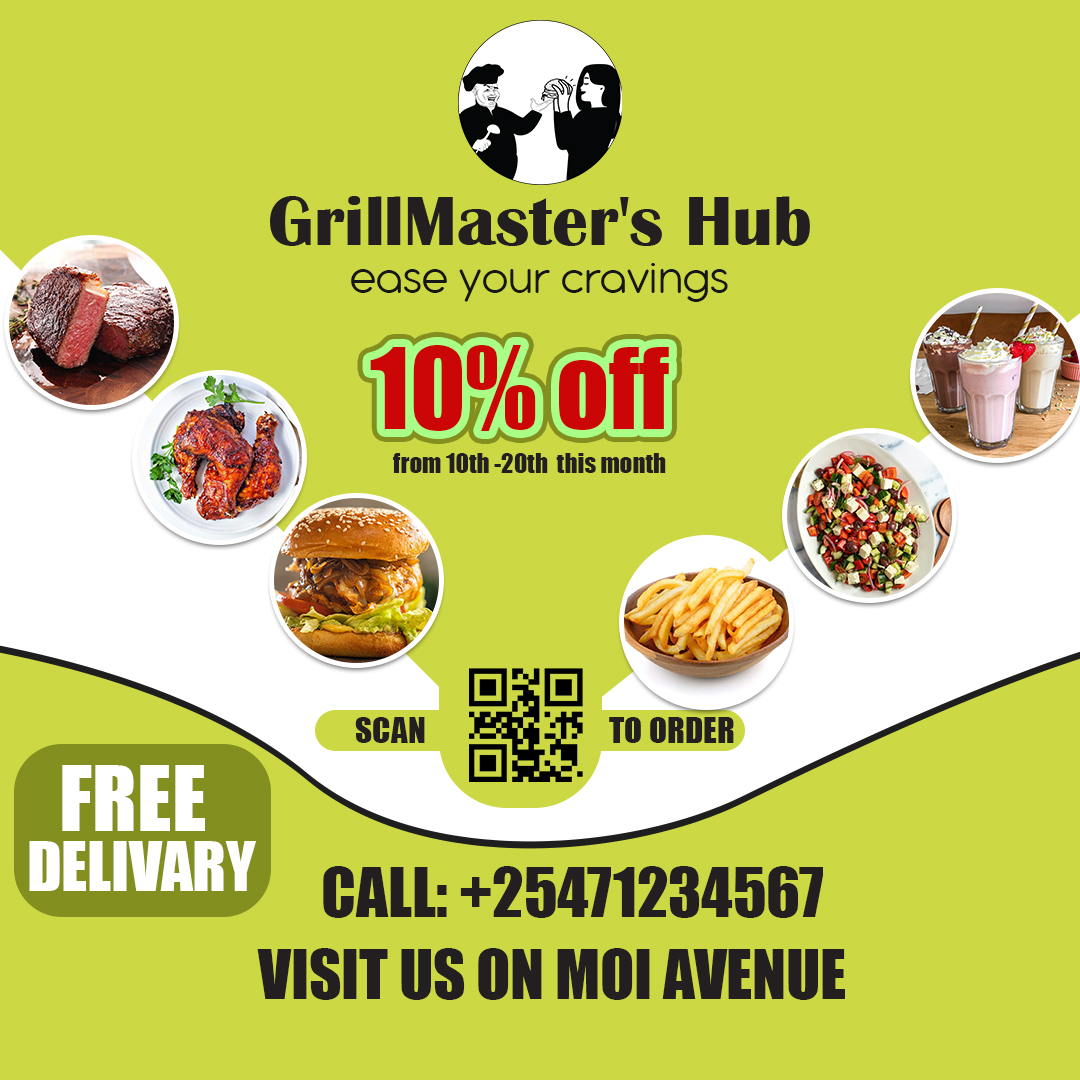 GrillMaster's Hub
ease your cravings
10% off
from 10th -20th this month
SCAN
TO ORDER
FREE
DELIVARY
CALL: +25471234567
VISIT US ON MOI AVENUE